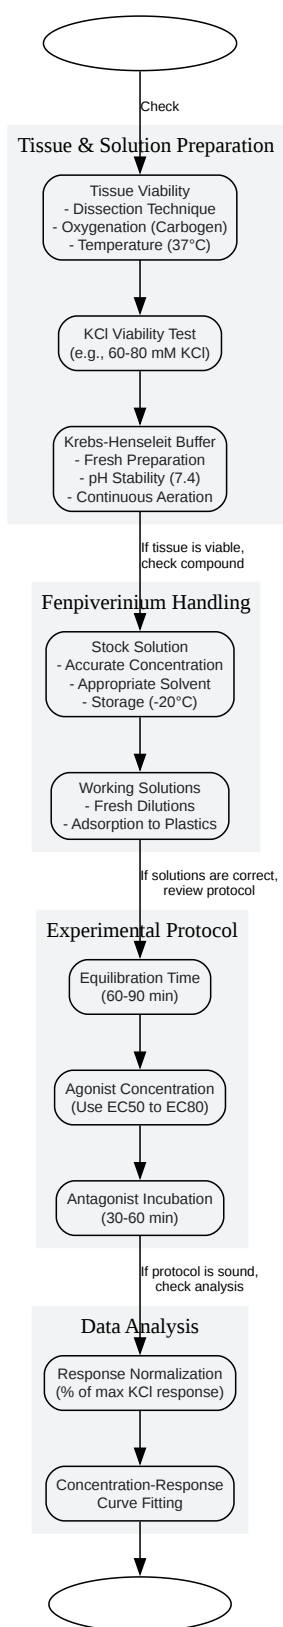 Check
Tissue & Solution Preparation
Tissue Viability
- Dissection Technique
- Oxygenation (Carbogen)
- Temperature (37°C)
KCl Viability Test
(e.g., 60-80 mM KCl)
Krebs-Henseleit Buffer
- Fresh Preparation
- pH Stability (7.4)
- Continuous Aeration
If tissue is viable,
check compound
Fenpiverinium Handling
Stock Solution
- Accurate Concentration
- Appropriate Solvent
- Storage (-20°C)
Working Solutions
- Fresh Dilutions
- Adsorption to Plastics
If solutions are correct,
review protocol
Experimental Protocol
Equilibration Time
(60-90 min)
Agonist Concentration
(Use EC50 to EC80)
Antagonist Incubation
(30-60 min)
If protocol is sound,
check analysis
Data Analysis
Response Normalization
(% of max KCl response)
Concentration-Response
Curve Fitting